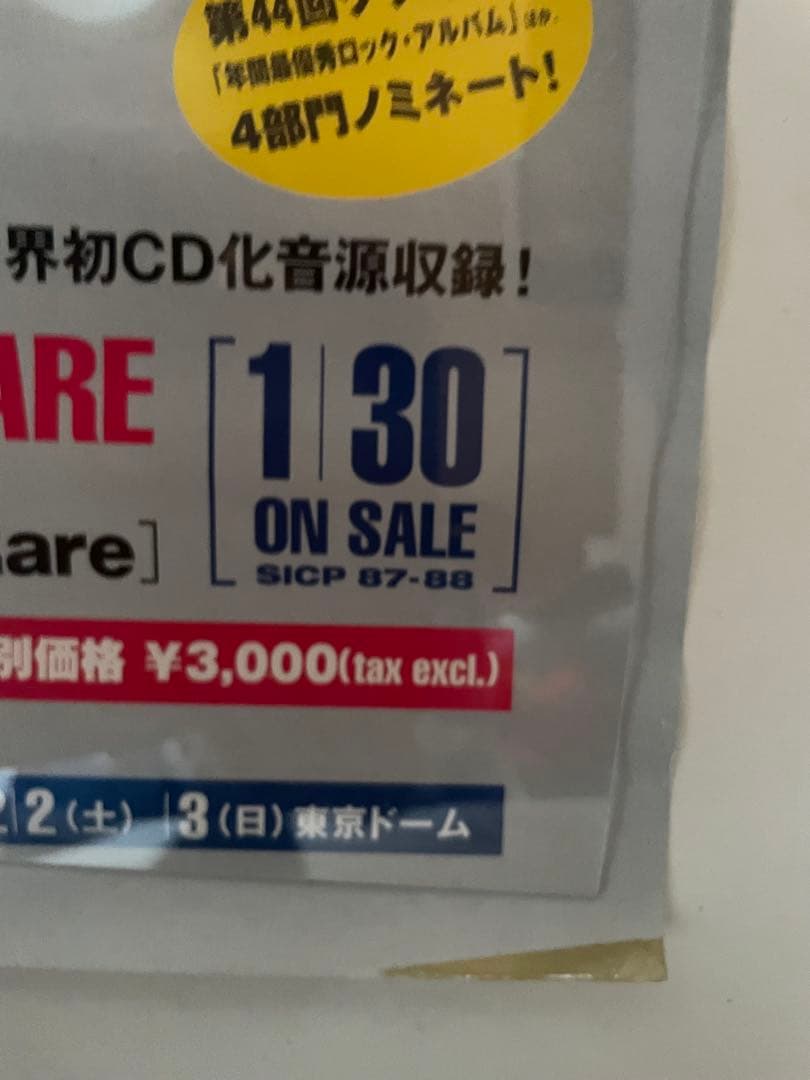 第44回グラ
「年間最優秀ロック・アルバム」ほか、
4部門ノミネート!
界初CD化音源収録!
ARE
[1|30
ON SALE
SICP 87-88]
are]
別価格 ¥3,000(tax excl.)
2|2(土) |3(日) 東京ドーム